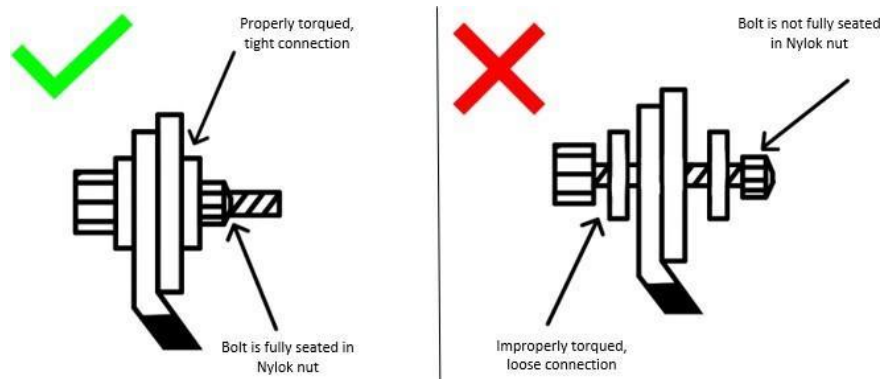 Properly torqued,
tight connection
Bolt is fully seated in
Nylok nut
Bolt is not fully seated
in Nylok nut
Improperly torqued,
loose connection